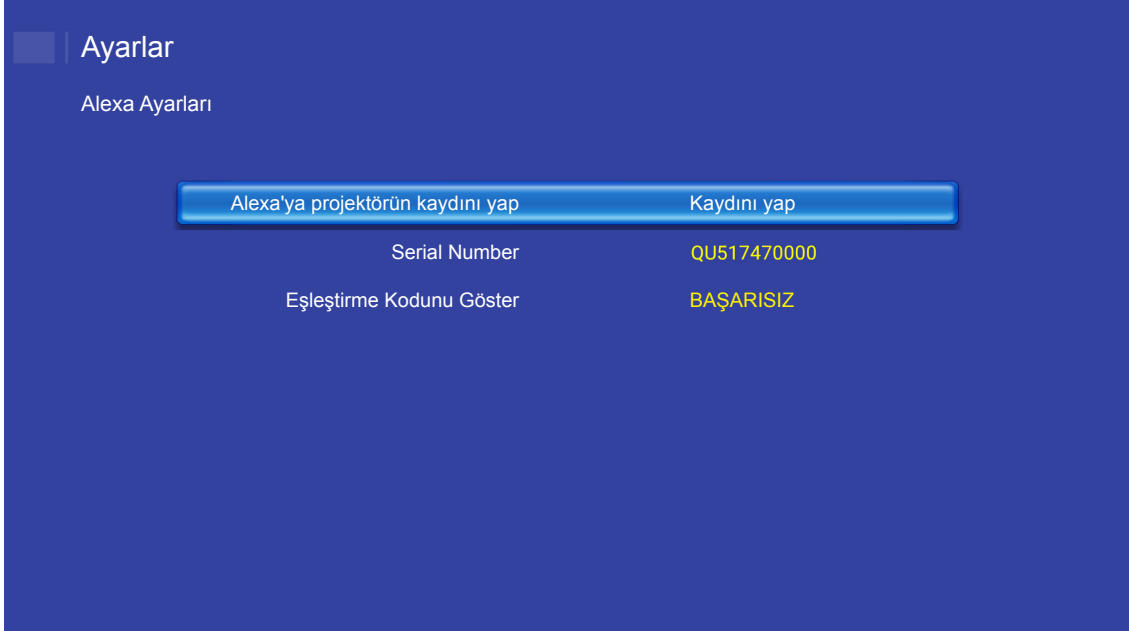 Ayarlar
Alexa Ayarları
Alexa'ya projektörün kaydını yap Kaydını yap
Serial Number QU517470000
Eşleştirme Kodunu Göster BAŞARISIZ